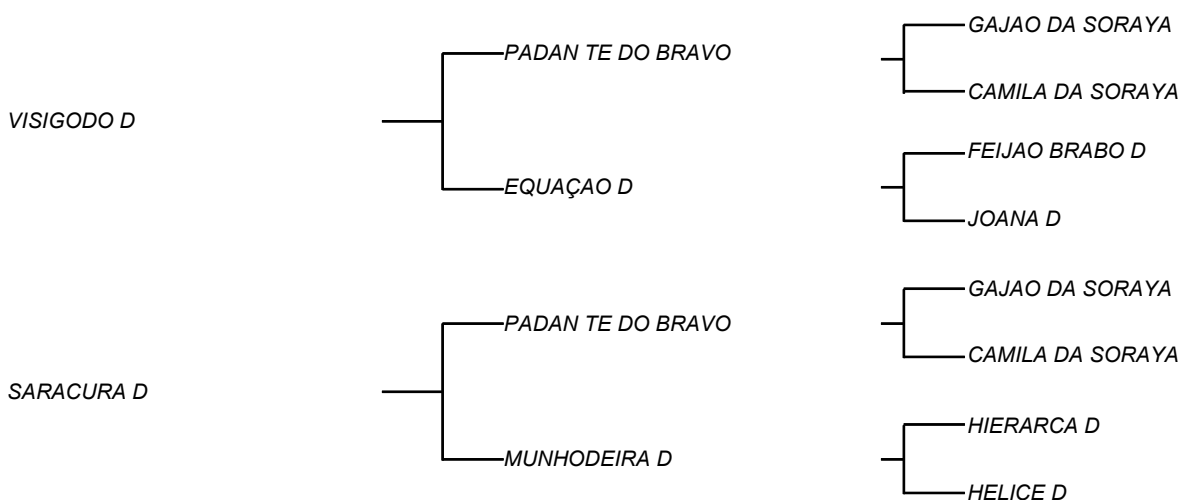 GAJAO DA SORAYA
PADAN TE DO BRAVO
CAMILA DA SORAYA
VISIGODO D
FEIJAO BRABO D
EQUAÇAO D
JOANA D
GAJAO DA SORAYA
PADAN TE DO BRAVO
CAMILA DA SORAYA
SARACURA D
HIERARCA D
MUNHODEIRA D
HELICE D